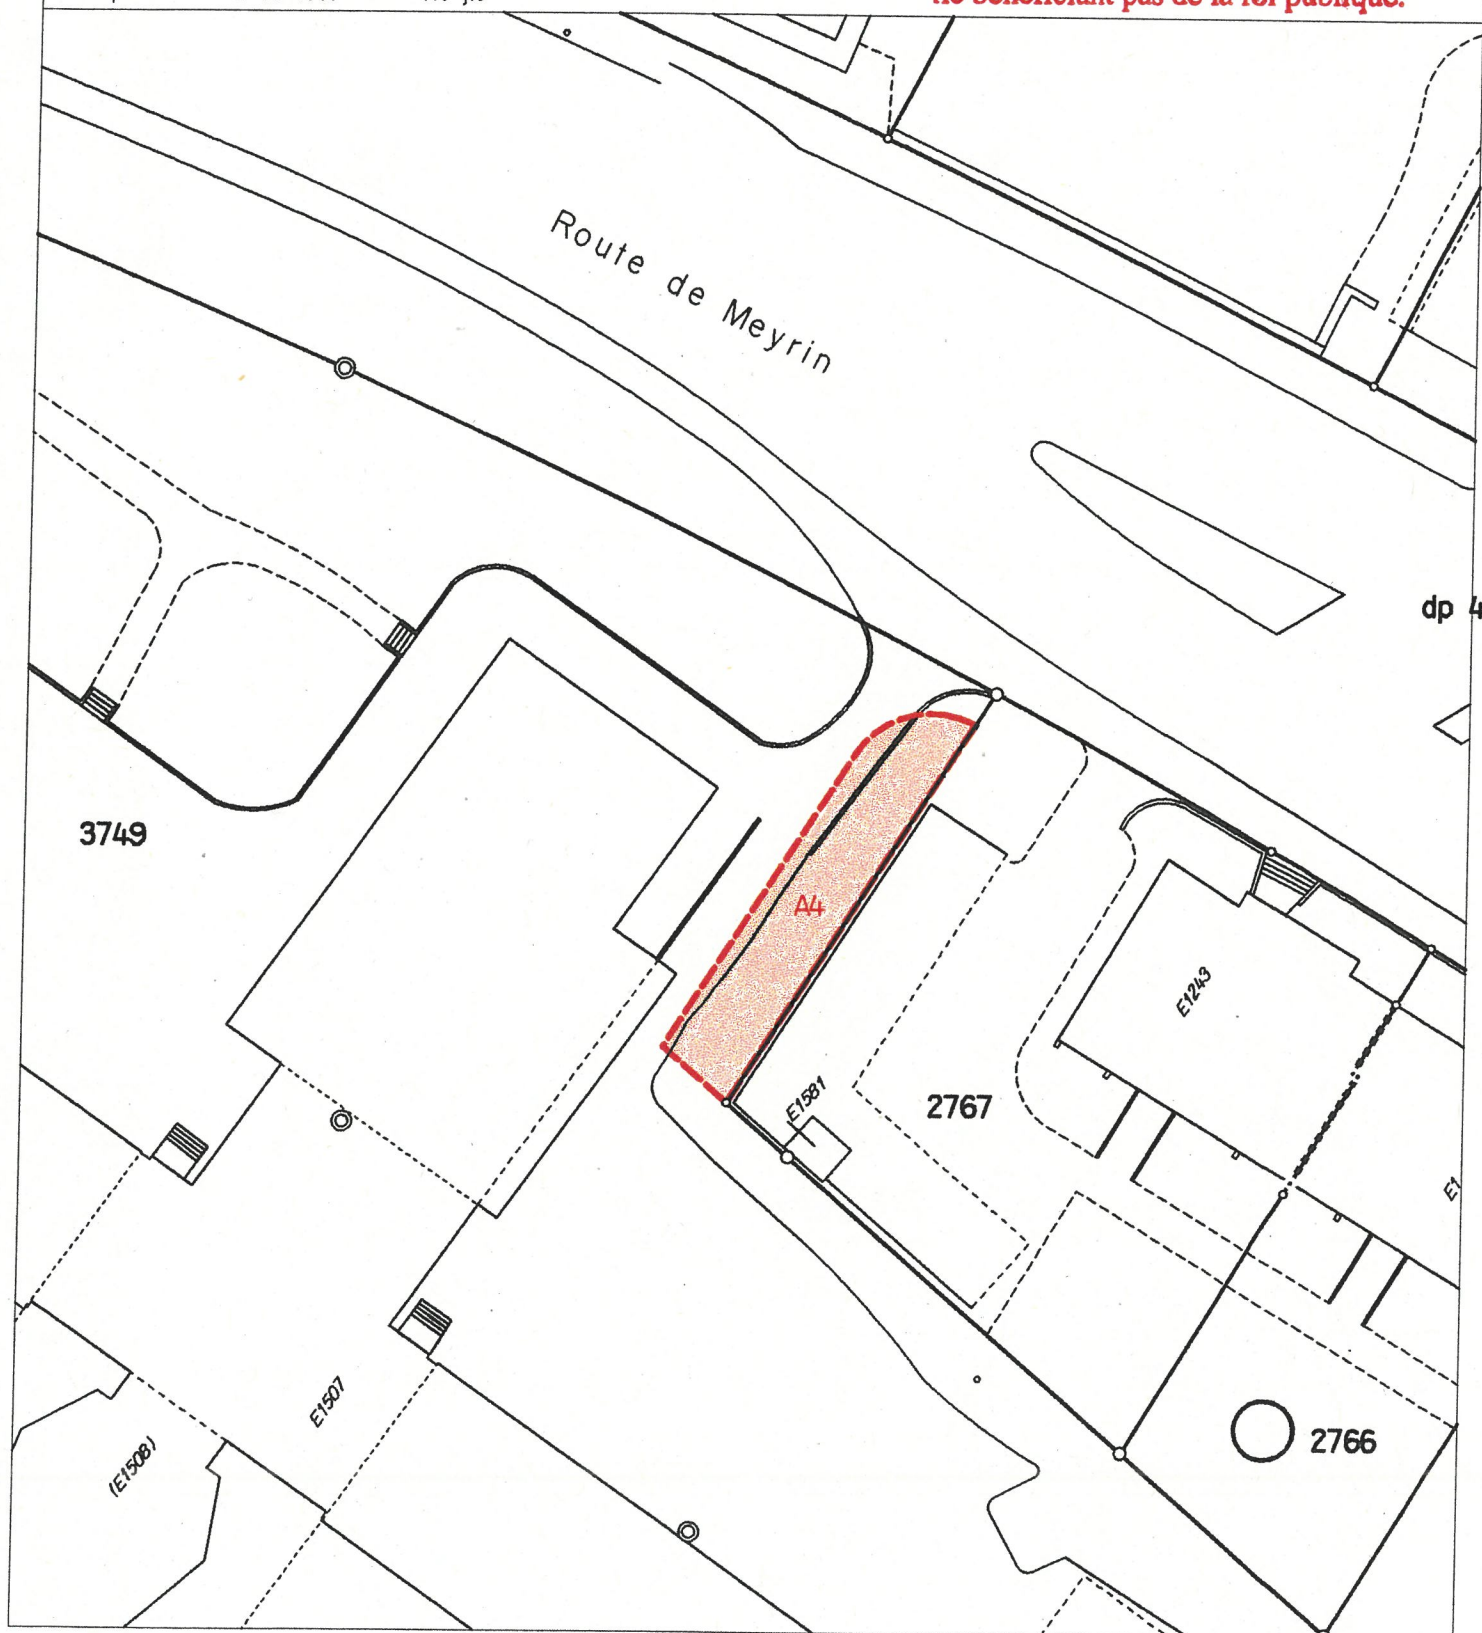 ne bénéficiant pas de la foi publique.
Route de Meyrin
dp 4
3749
A4
E1243
E1581
2767
E1507
(E1508)
2766